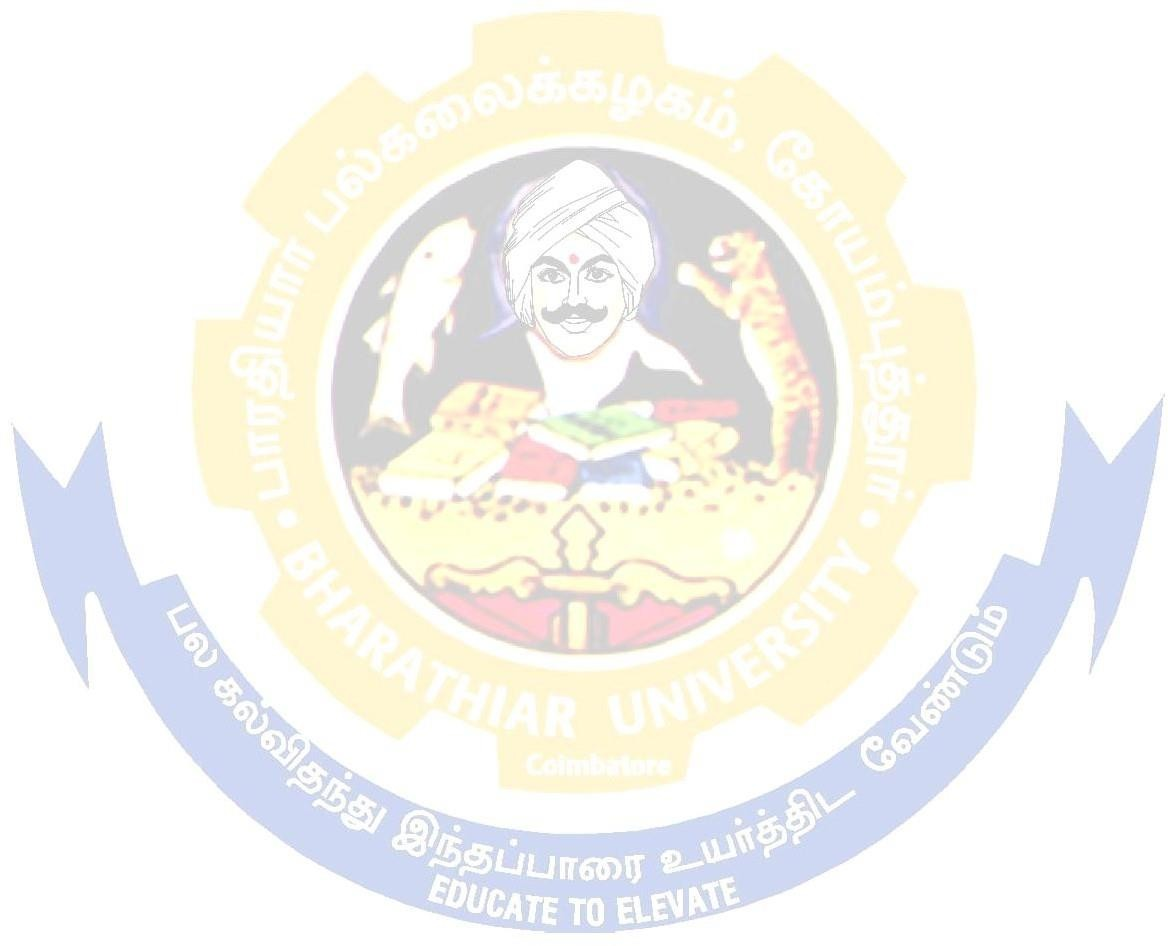 பாரதியார் பல்கலைக்கழகம், கோயம்புத்தூர்
BHARATHIAR UNIVERSITY
Coimbatore
பல கல்விதந்து இந்தப்பாரை உயர்த்திட வேண்டும்
EDUCATE TO ELEVATE